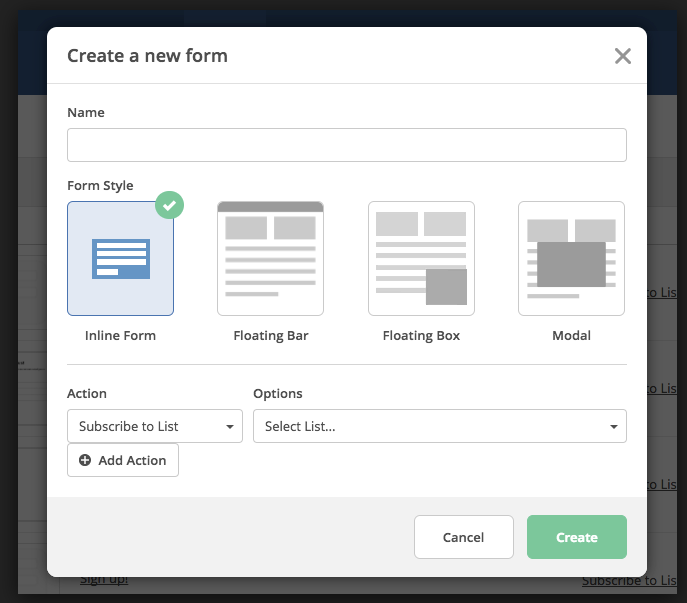 Create a new form
Name
Form Style
Inline Form
Floating Bar
Floating Box
Modal
Action
Options
Subscribe to List
Select List...
Add Action
to Lis
to Lis
to Lis
Cancel
Create
Sign up!
Subscribe to Lis